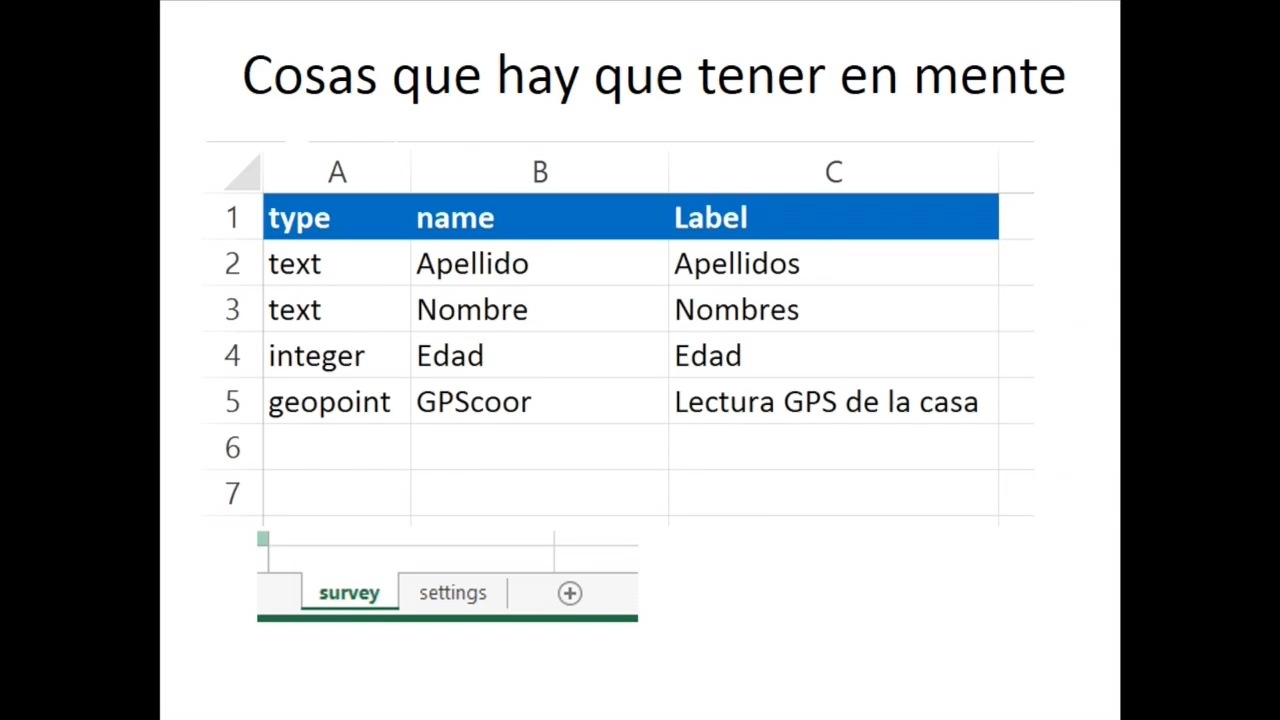 Cosas que hay que tener en mente
A B C
1 type name Label
2 text Apellido Apellidos
3 text Nombre Nombres
4 integer Edad Edad
5 geopoint GPScoor Lectura GPS de la casa
6
7
survey settings